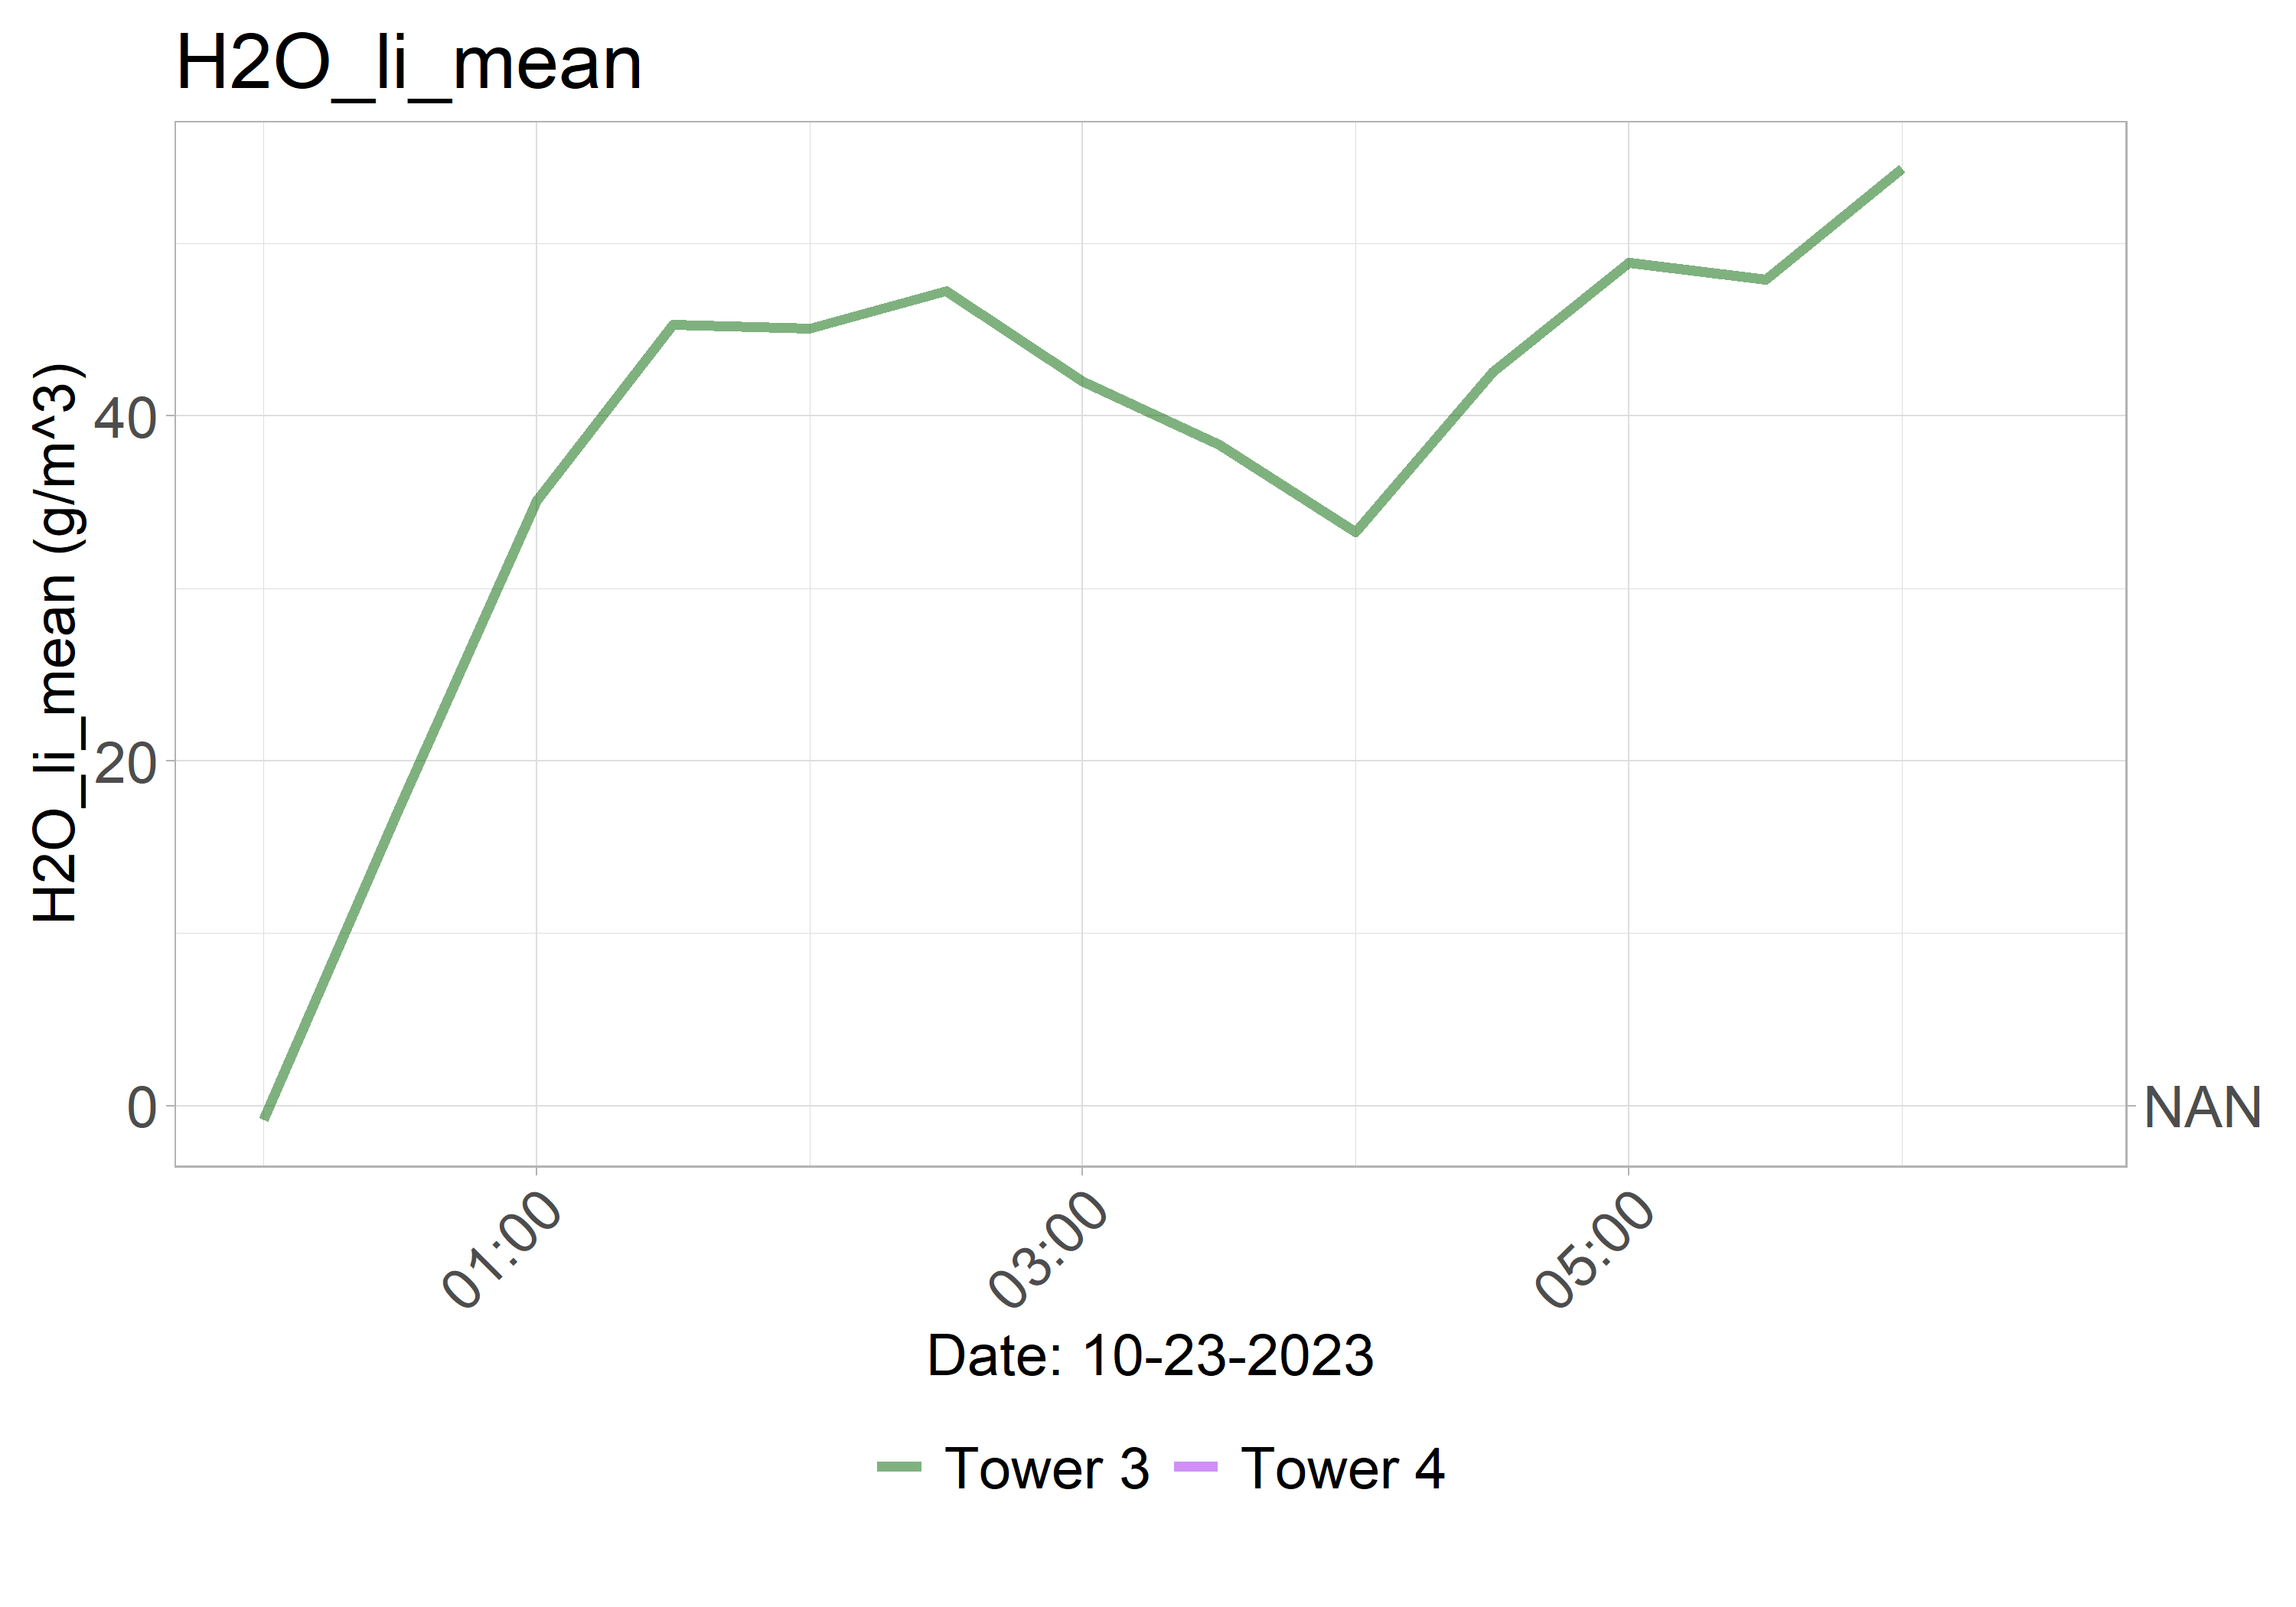 H2O_li_mean
H2O_li_mean (g/m^3)
40
20
0
NAN
01:00
03:00
05:00
Date: 10-23-2023
Tower 3
Tower 4